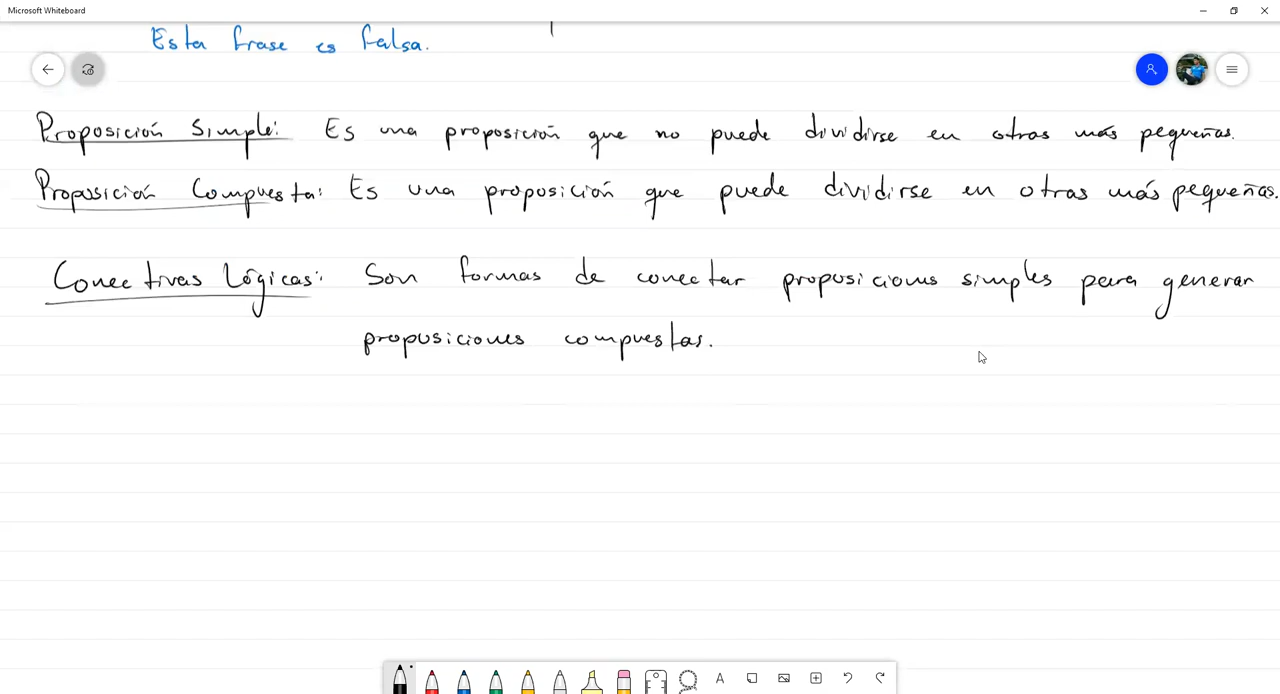 Microsoft Whiteboard
Esta frase es falsa.
Proposición Simple: Es una proposición que no puede dividirse en otras más pequeñas.
Proposición Compuesta: Es una proposición que puede dividirse en otras más pequeñas.
Conectivas Lógicas: Son formas de conectar proposiciones simples para generar
proposiciones compuestas.
A